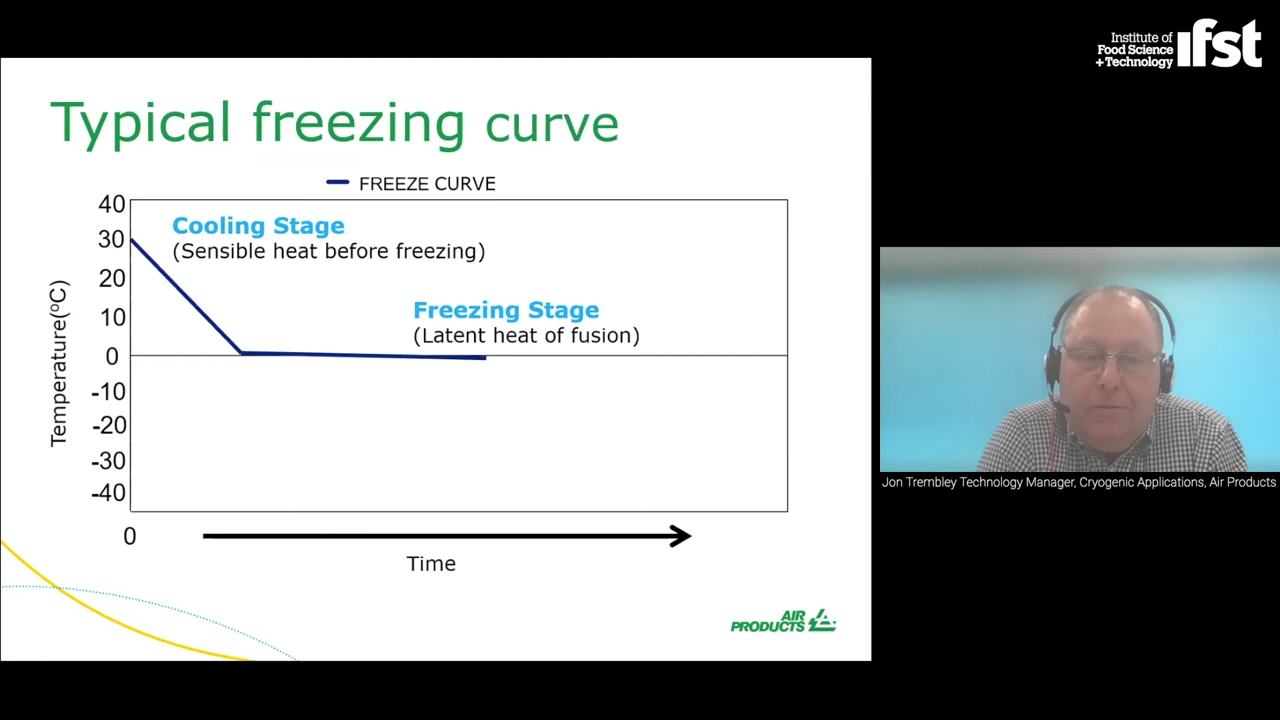 Institute of
Food Science
+Technology
ifst
Typical freezing curve
FREEZE CURVE
40
30
20
10
0
-10
-20
-30
-40
Temperature(ºC)
Cooling Stage
(Sensible heat before freezing)
Freezing Stage
(Latent heat of fusion)
0
Time
AIR
PRODUCTS
Jon Trembley Technology Manager, Cryogenic Applications, Air Products